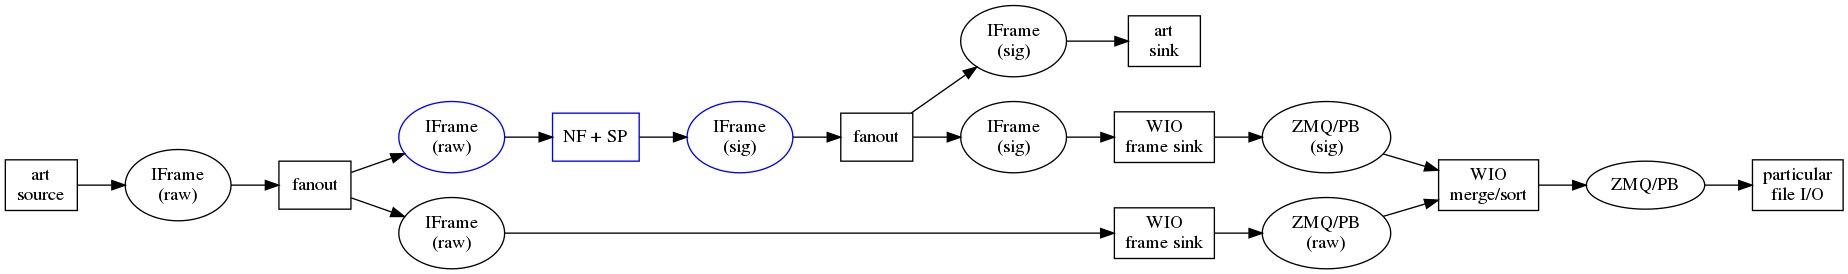 art
source
IFrame
(raw)
fanout
IFrame
(raw)
NF + SP
IFrame
(sig)
fanout
IFrame
(sig)
art
sink
IFrame
(sig)
WIO
frame sink
ZMQ/PB
(sig)
IFrame
(raw)
WIO
frame sink
ZMQ/PB
(raw)
WIO
merge/sort
ZMQ/PB
particular
file I/O